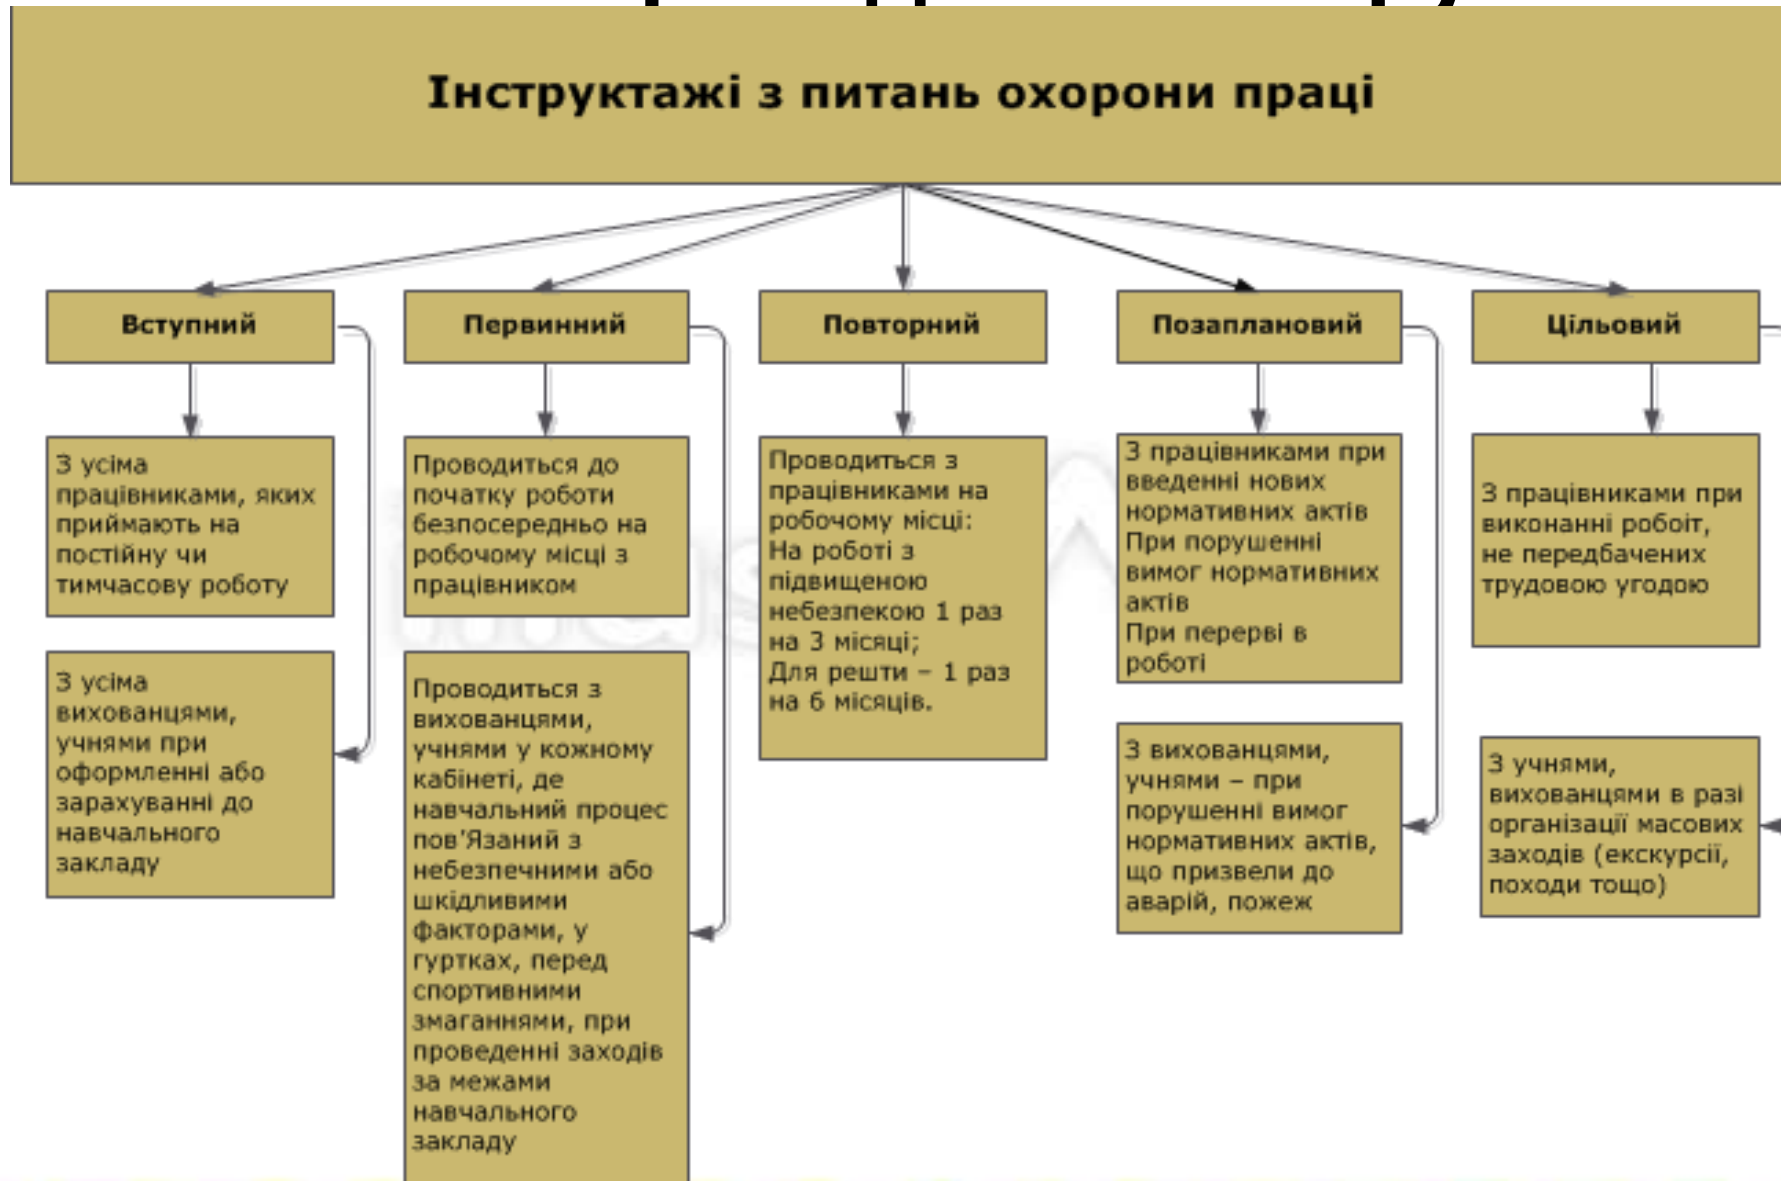 Інструктажі з питань охорони праці
Вступний
Первинний
Повторний
Позаплановий
Цільовий
З усіма
працівниками, яких
приймають на
постійну чи
тимчасову роботу
З усіма
вихованцями,
учнями при
оформленні або
зарахуванні до
навчального
закладу
Проводиться до
початку роботи
безпосередньо на
робочому місці з
працівником
Проводиться з
вихованцями,
учнями у кожному
кабінеті, де
навчальний процес
пов’Язаний з
небезпечними або
шкідливими
факторами, у
гуртках, перед
спортивними
змаганнями, при
проведенні заходів
за межами
навчального
закладу
Проводиться з
працівниками на
робочому місці:
На роботі з
підвищеною
небезпекою 1 раз
на 3 місяці;
Для решти – 1 раз
на 6 місяців.
З працівниками при
введенні нових
нормативних актів
При порушенні
вимог нормативних
актів
При перерві в
роботі
З вихованцями,
учнями – при
порушенні вимог
нормативних актів,
що призвели до
аварій, пожеж
З працівниками при
виконанні робоіт,
не передбачених
трудовою угодою
З учнями,
вихованцями в разі
організації масових
заходів (екскурсії,
походи тощо)